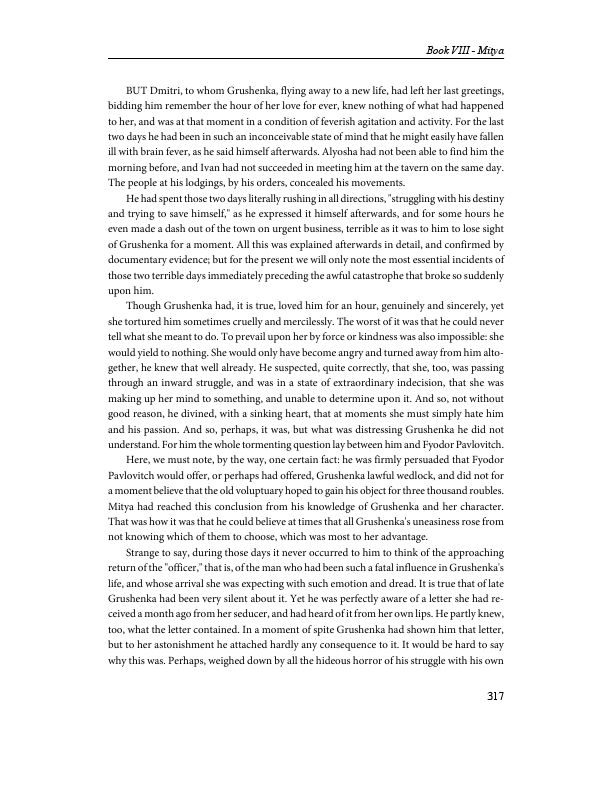 Book VIII - Mitya
BUT Dmitri, to whom Grushenka, flying away to a new life, had left her last greetings,
bidding him remember the hour of her love for ever, knew nothing of what had happened
to her, and was at that moment in a condition of feverish agitation and activity. For the last
two days he had been in such an inconceivable state of mind that he might easily have fallen
ill with brain fever, as he said himself afterwards. Alyosha had not been able to find him the
morning before, and Ivan had not succeeded in meeting him at the tavern on the same day.
The people at his lodgings, by his orders, concealed his movements.
He had spent those two days literally rushing in all directions, "struggling with his destiny
and trying to save himself," as he expressed it himself afterwards, and for some hours he
even made a dash out of the town on urgent business, terrible as it was to him to lose sight
of Grushenka for a moment. All this was explained afterwards in detail, and confirmed by
documentary evidence; but for the present we will only note the most essential incidents of
those two terrible days immediately preceding the awful catastrophe that broke so suddenly
upon him.
Though Grushenka had, it is true, loved him for an hour, genuinely and sincerely, yet
she tortured him sometimes cruelly and mercilessly. The worst of it was that he could never
tell what she meant to do. To prevail upon her by force or kindness was also impossible: she
would yield to nothing. She would only have become angry and turned away from him alto-
gether, he knew that well already. He suspected, quite correctly, that she, too, was passing
through an inward struggle, and was in a state of extraordinary indecision, that she was
making up her mind to something, and unable to determine upon it. And so, not without
good reason, he divined, with a sinking heart, that at moments she must simply hate him
and his passion. And so, perhaps, it was, but what was distressing Grushenka he did not
understand. For him the whole tormenting question lay between him and Fyodor Pavlovitch.
Here, we must note, by the way, one certain fact: he was firmly persuaded that Fyodor
Pavlovitch would offer, or perhaps had offered, Grushenka lawful wedlock, and did not for
a moment believe that the old voluptuary hoped to gain his object for three thousand roubles.
Mitya had reached this conclusion from his knowledge of Grushenka and her character.
That was how it was that he could believe at times that all Grushenka's uneasiness rose from
not knowing which of them to choose, which was most to her advantage.
Strange to say, during those days it never occurred to him to think of the approaching
return of the "officer," that is, of the man who had been such a fatal influence in Grushenka's
life, and whose arrival she was expecting with such emotion and dread. It is true that of late
Grushenka had been very silent about it. Yet he was perfectly aware of a letter she had re-
ceived a month ago from her seducer, and had heard of it from her own lips. He partly knew,
too, what the letter contained. In a moment of spite Grushenka had shown him that letter,
but to her astonishment he attached hardly any consequence to it. It would be hard to say
why this was. Perhaps, weighed down by all the hideous horror of his struggle with his own
317